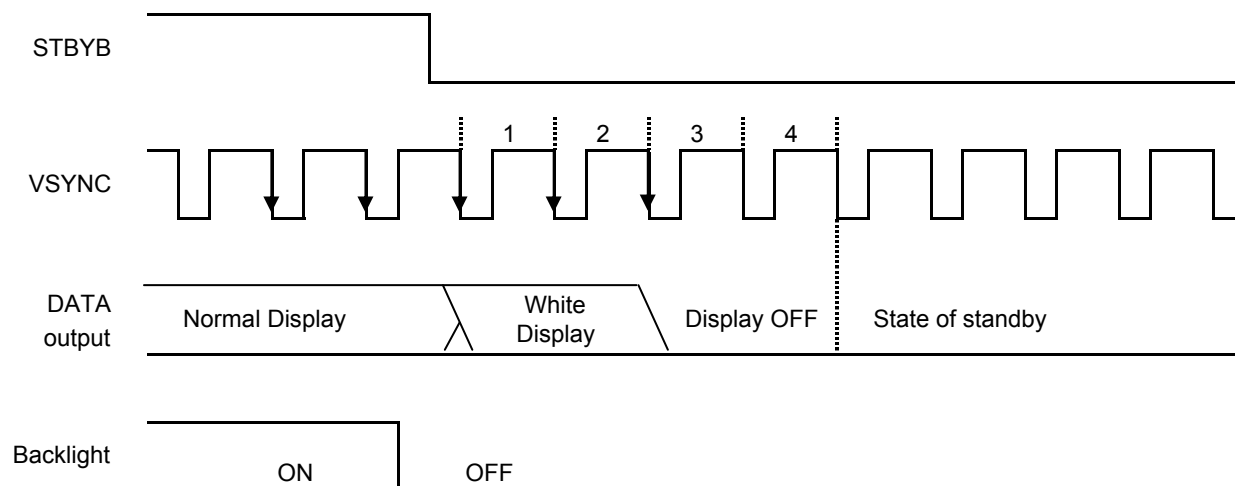 STBYB
1 2 3 4
VSYNC
DATA
output
Normal Display
White
Display
Display OFF
State of standby
Backlight
ON
OFF